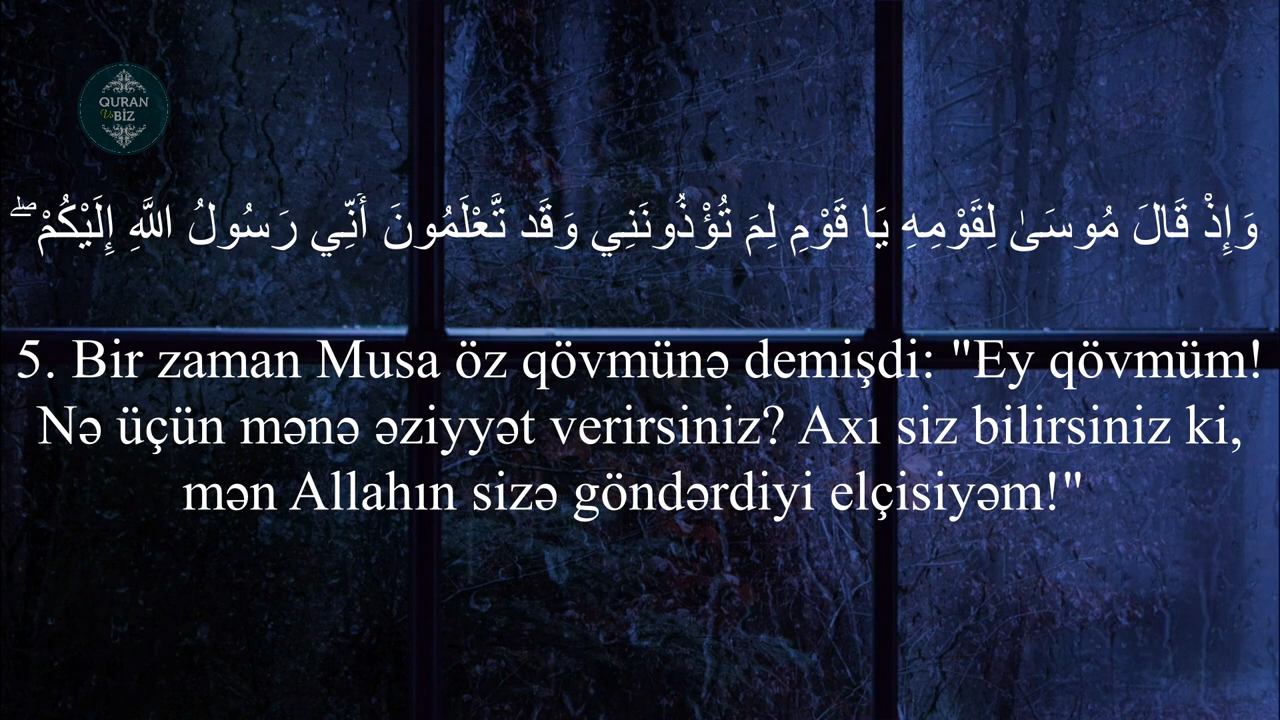 QURAN
Və BİZ
وَإِذْ قَالَ مُوسَىٰ لِقَوْمِهِ يَا قَوْمِ لِمَ تُؤْذُونَنِي وَقَد تَّعْلَمُونَ أَنِّي رَسُولُ اللَّهِ إِلَيْكُمْ ۖ
5. Bir zaman Musa öz qövmünə demişdi: "Ey qövmüm!
Nə üçün mənə əziyyət verirsiniz? Axı siz bilirsiniz ki,
mən Allahın sizə göndərdiyi elçisiyəm!"